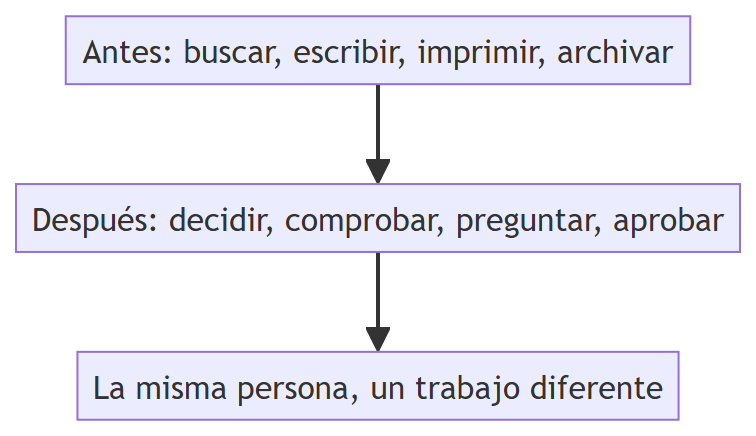 Antes: buscar, escribir, imprimir, archivar
Después: decidir, comprobar, preguntar, aprobar
La misma persona, un trabajo diferente